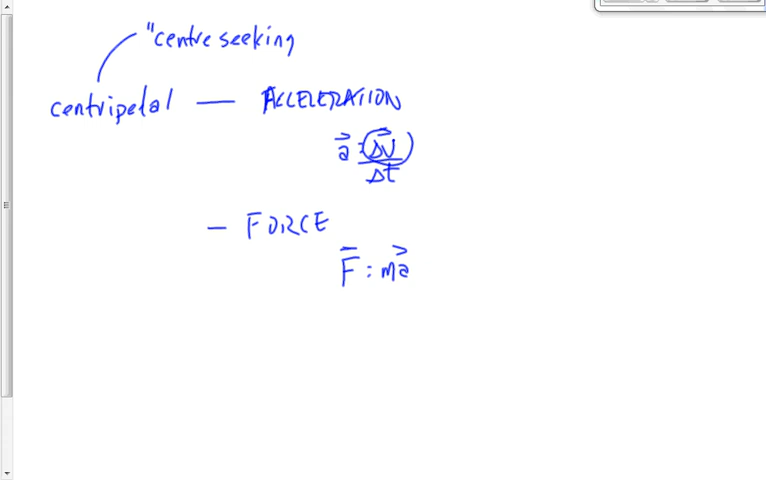 "centre seeking
centripetal — ACCELERATION
a⃗ : Δv⃗
Δt
— FORCE
F⃗ : ma⃗